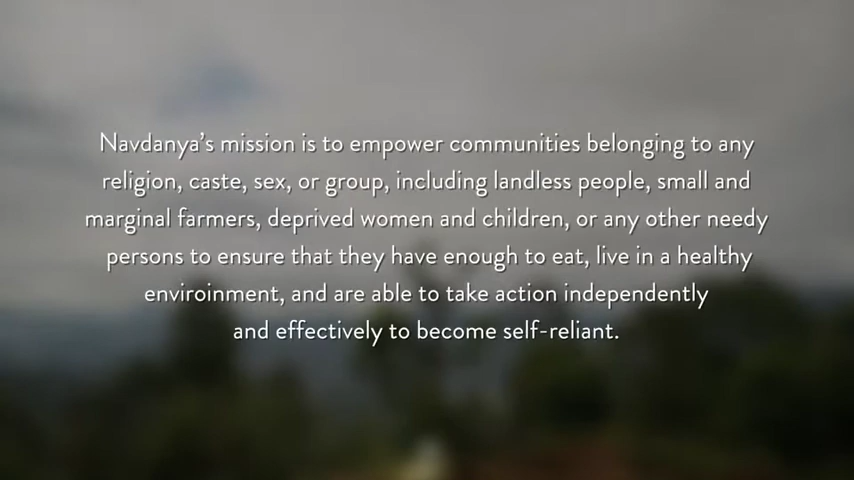 Navdanya’s mission is to empower communities belonging to any
religion, caste, sex, or group, including landless people, small and
marginal farmers, deprived women and children, or any other needy
persons to ensure that they have enough to eat, live in a healthy
enviroinment, and are able to take action independently
and effectively to become self-reliant.